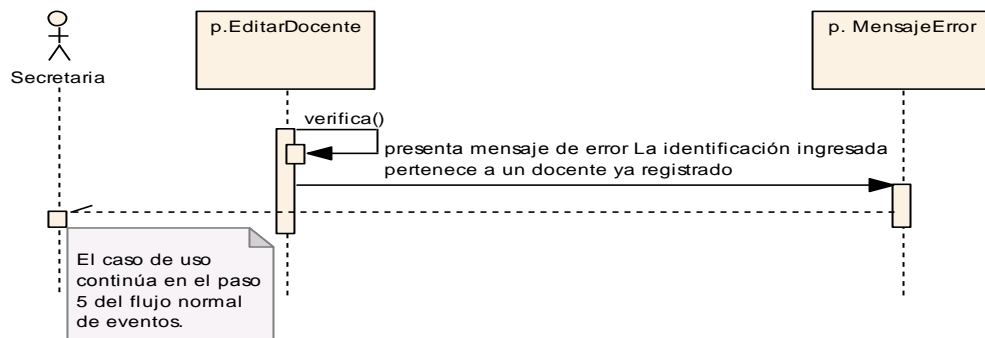 p.EditarDocente
p. MensajeError
Secretaria
verifica()
presenta mensaje de error La identificación ingresada
pertenece a un docente ya registrado
El caso de uso
continúa en el paso
5 del flujo normal
de eventos.